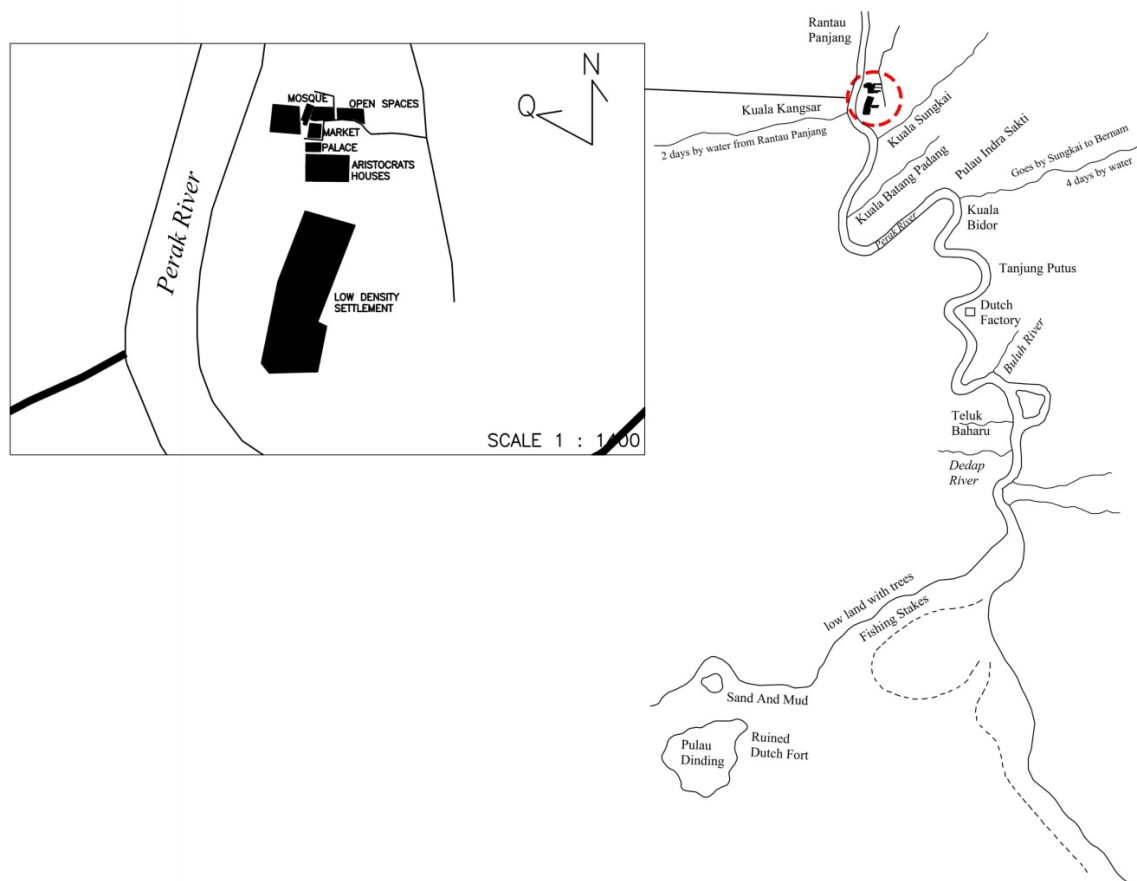 MOSQUE
OPEN SPACES
MARKET
PALACE
ARISTOCRATS
HOUSES
LOW DENSITY
SETTLEMENT
Perak River
N
Q
SCALE 1 : 1400
Rantau
Panjang
Kuala Kangsar
2 days by water from Rantau Panjang
Kuala Sungkai
Kuala Batang Padang
Pulau Indra Sakti
Goes by Sungkai to Bernam
4 days by water
Perak River
Kuala
Bidor
Tanjung Putus
Dutch
Factory
Buluh River
Teluk
Baharu
Dedap
River
low land with trees
Fishing Stakes
Sand And Mud
Pulau
Dinding
Ruined
Dutch Fort